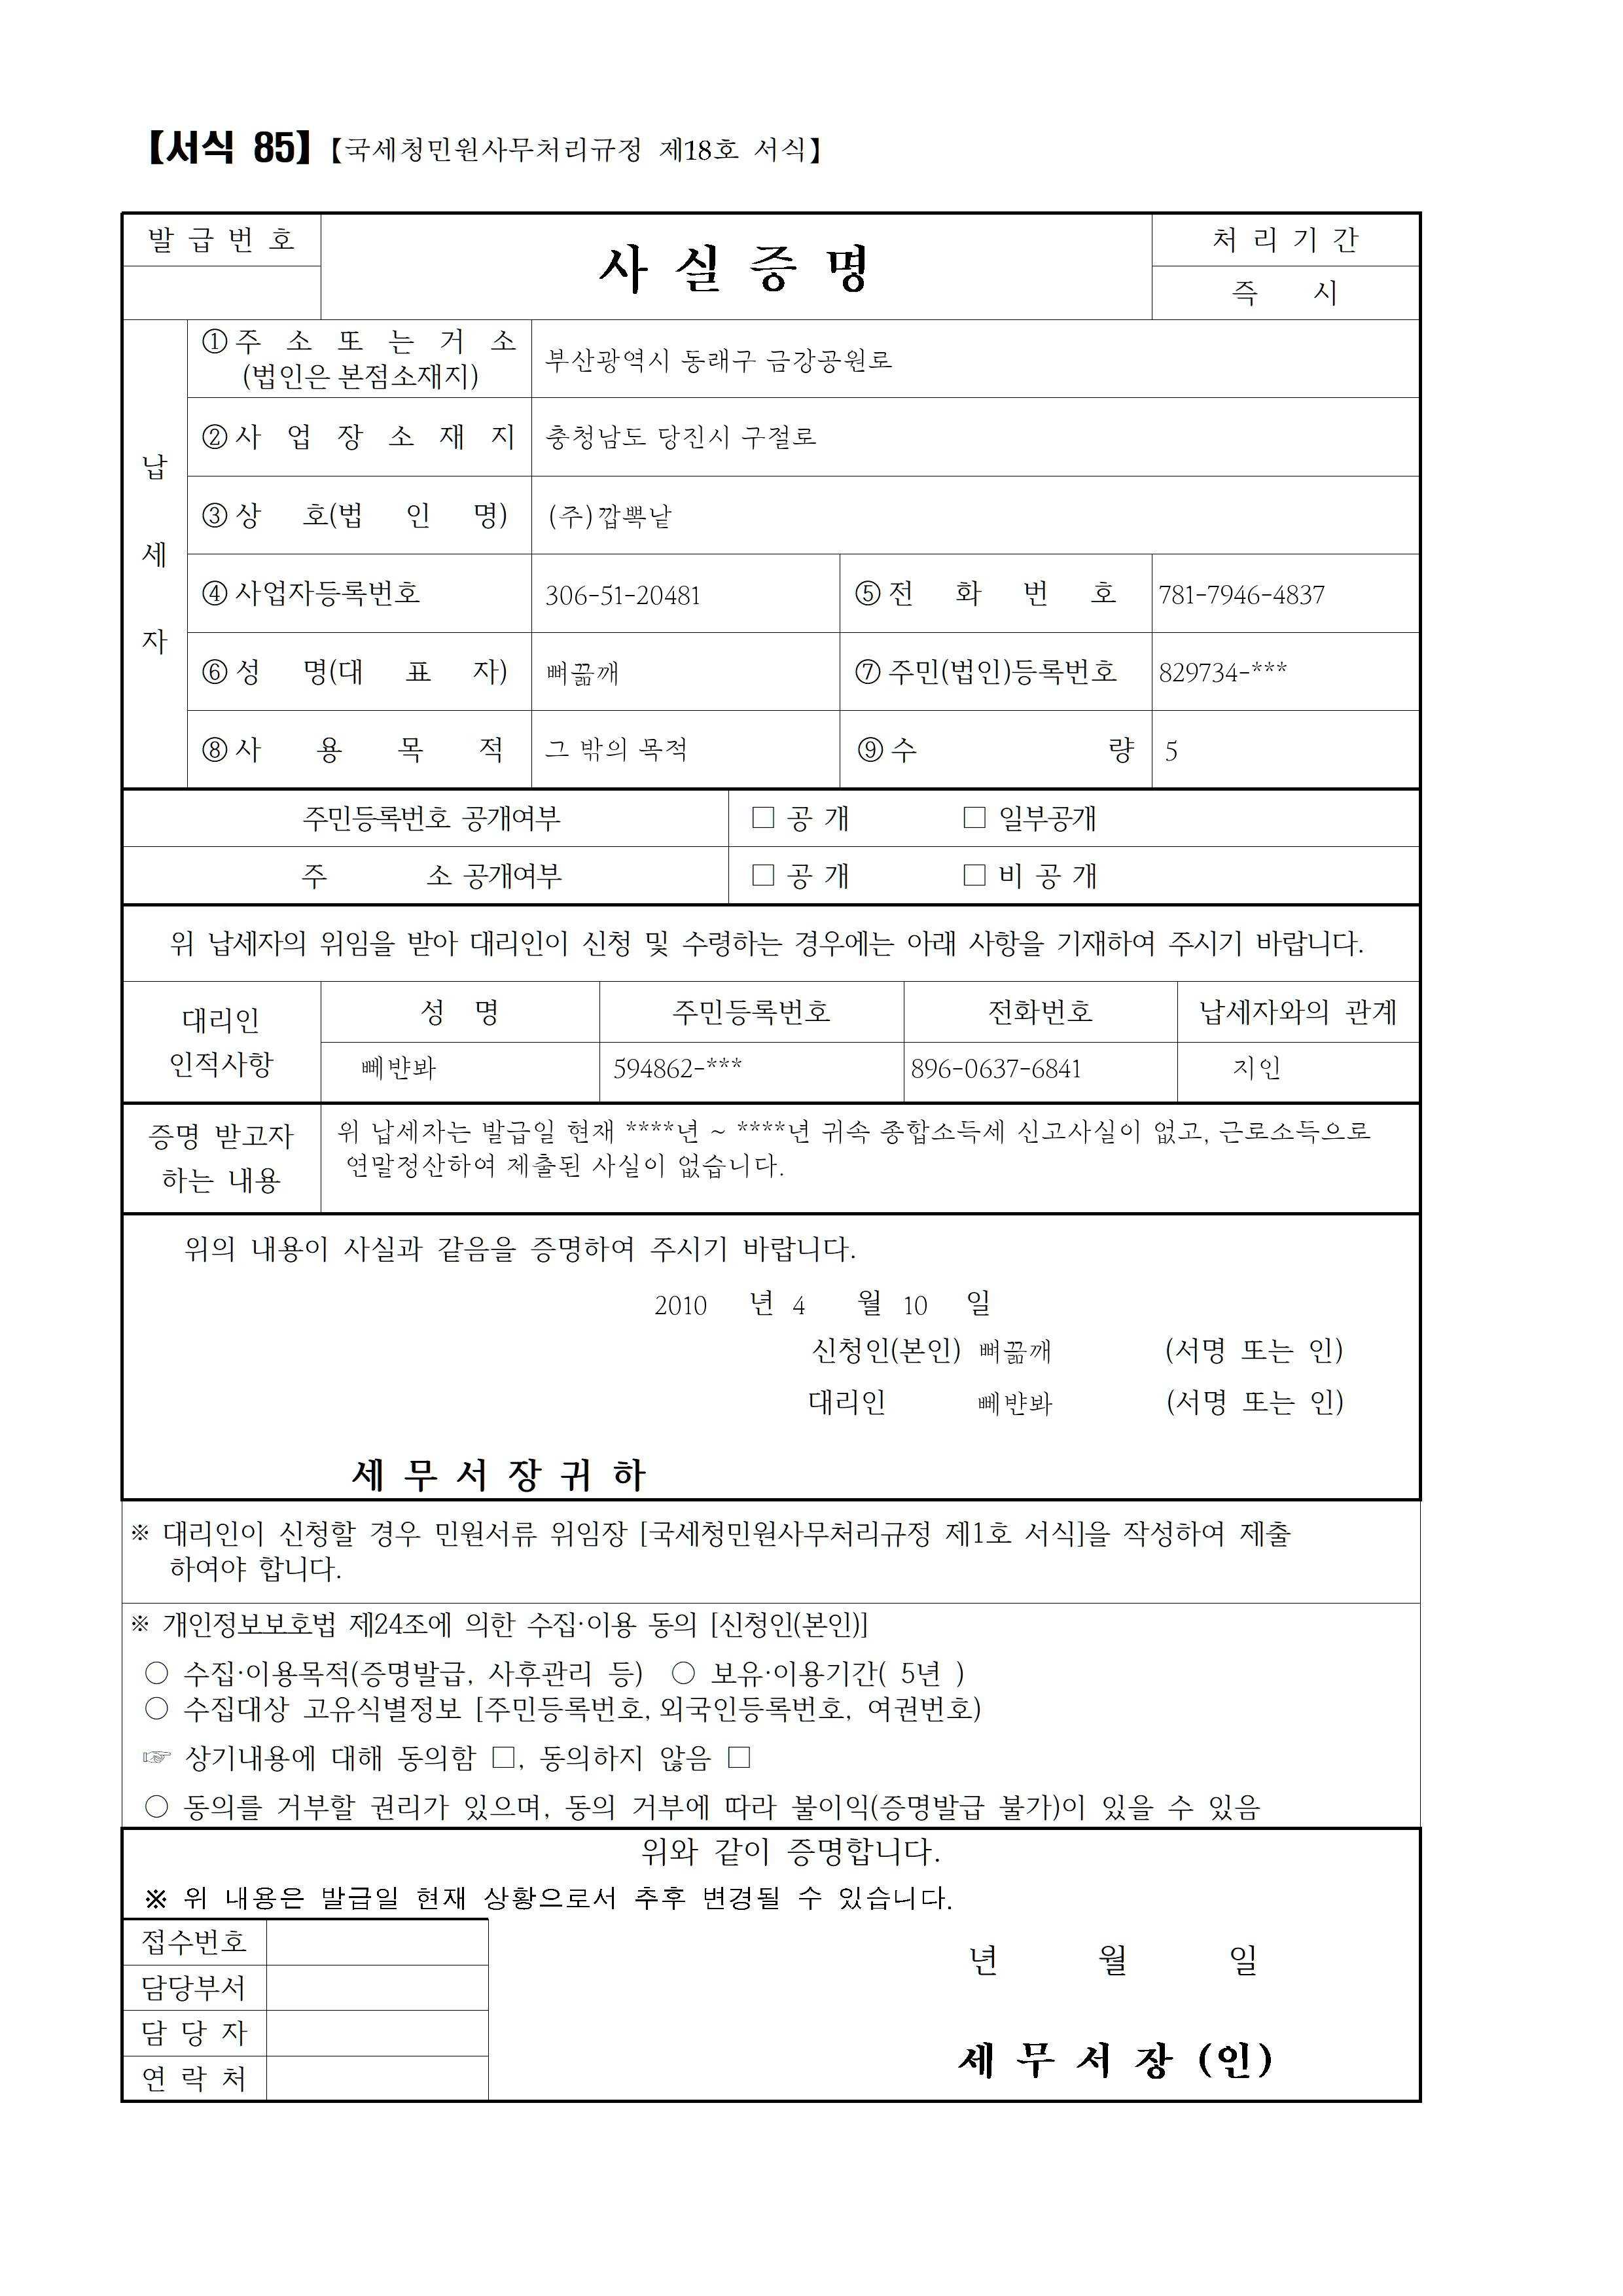 【서식 85】【국세청민원사무처리규정 제18호 서식】
발 급 번 호
사 실 증 명
처 리 기 간
즉 시
납 세 자
① 주 소 또 는 거 소
(법인은 본점소재지)
부산광역시 동래구 금강공원로
② 사 업 장 소 재 지
충청남도 당진시 구절로
③ 상 호(법 인 명)
(주)깝뽁낱
④ 사업자등록번호
306-51-20481
⑤ 전 화 번 호
781-7946-4837
⑥ 성 명(대 표 자)
뻐끓깨
⑦ 주민(법인)등록번호
829734-***
⑧ 사 용 목 적
그 밖의 목적
⑨ 수 량
5
주민등록번호 공개여부
□ 공 개 □ 일부공개
주 소 공개여부
□ 공 개 □ 비 공 개
위 납세자의 위임을 받아 대리인이 신청 및 수령하는 경우에는 아래 사항을 기재하여 주시기 바랍니다.
대리인
인적사항
성 명 주민등록번호 전화번호 납세자와의 관계
뻬뱐봐 594862-*** 896-0637-6841 지인
증명 받고자
하는 내용
위 납세자는 발급일 현재 ****년 ~ ****년 귀속 종합소득세 신고사실이 없고, 근로소득으로
연말정산하여 제출된 사실이 없습니다.
위의 내용이 사실과 같음을 증명하여 주시기 바랍니다.
2010 년 4 월 10 일
신청인(본인) 뻐끓깨 (서명 또는 인)
대리인 뻬뱐봐 (서명 또는 인)
세 무 서 장 귀 하
※ 대리인이 신청할 경우 민원서류 위임장 [국세청민원사무처리규정 제1호 서식]을 작성하여 제출
하여야 합니다.
※ 개인정보보호법 제24조에 의한 수집·이용 동의 [신청인(본인)]
○ 수집·이용목적(증명발급, 사후관리 등) ○ 보유·이용기간( 5년 )
○ 수집대상 고유식별정보 [주민등록번호, 외국인등록번호, 여권번호)
☞ 상기내용에 대해 동의함 □, 동의하지 않음 □
○ 동의를 거부할 권리가 있으며, 동의 거부에 따라 불이익(증명발급 불가)이 있을 수 있음
위와 같이 증명합니다.
※ 위 내용은 발급일 현재 상황으로서 추후 변경될 수 있습니다.
접수번호
담당부서
담 당 자
연 락 처
년 월 일
세 무 서 장 (인)